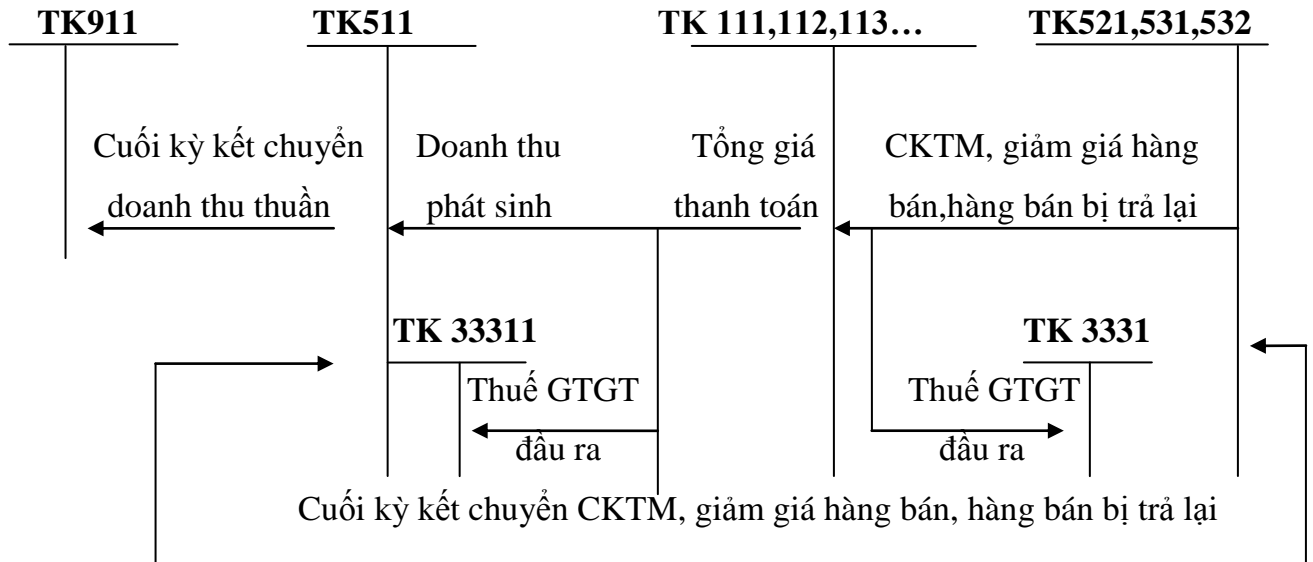 TK911 TK511 TK 111,112,113… TK521,531,532
Cuối kỳ kết chuyển
doanh thu thuần
Doanh thu
phát sinh
Tổng giá
thanh toán
CKTM, giảm giá hàng
bán,hàng bán bị trả lại
TK 33311
Thuế GTGT
đầu ra
TK 3331
Thuế GTGT
đầu ra
Cuối kỳ kết chuyển CKTM, giảm giá hàng bán, hàng bán bị trả lại